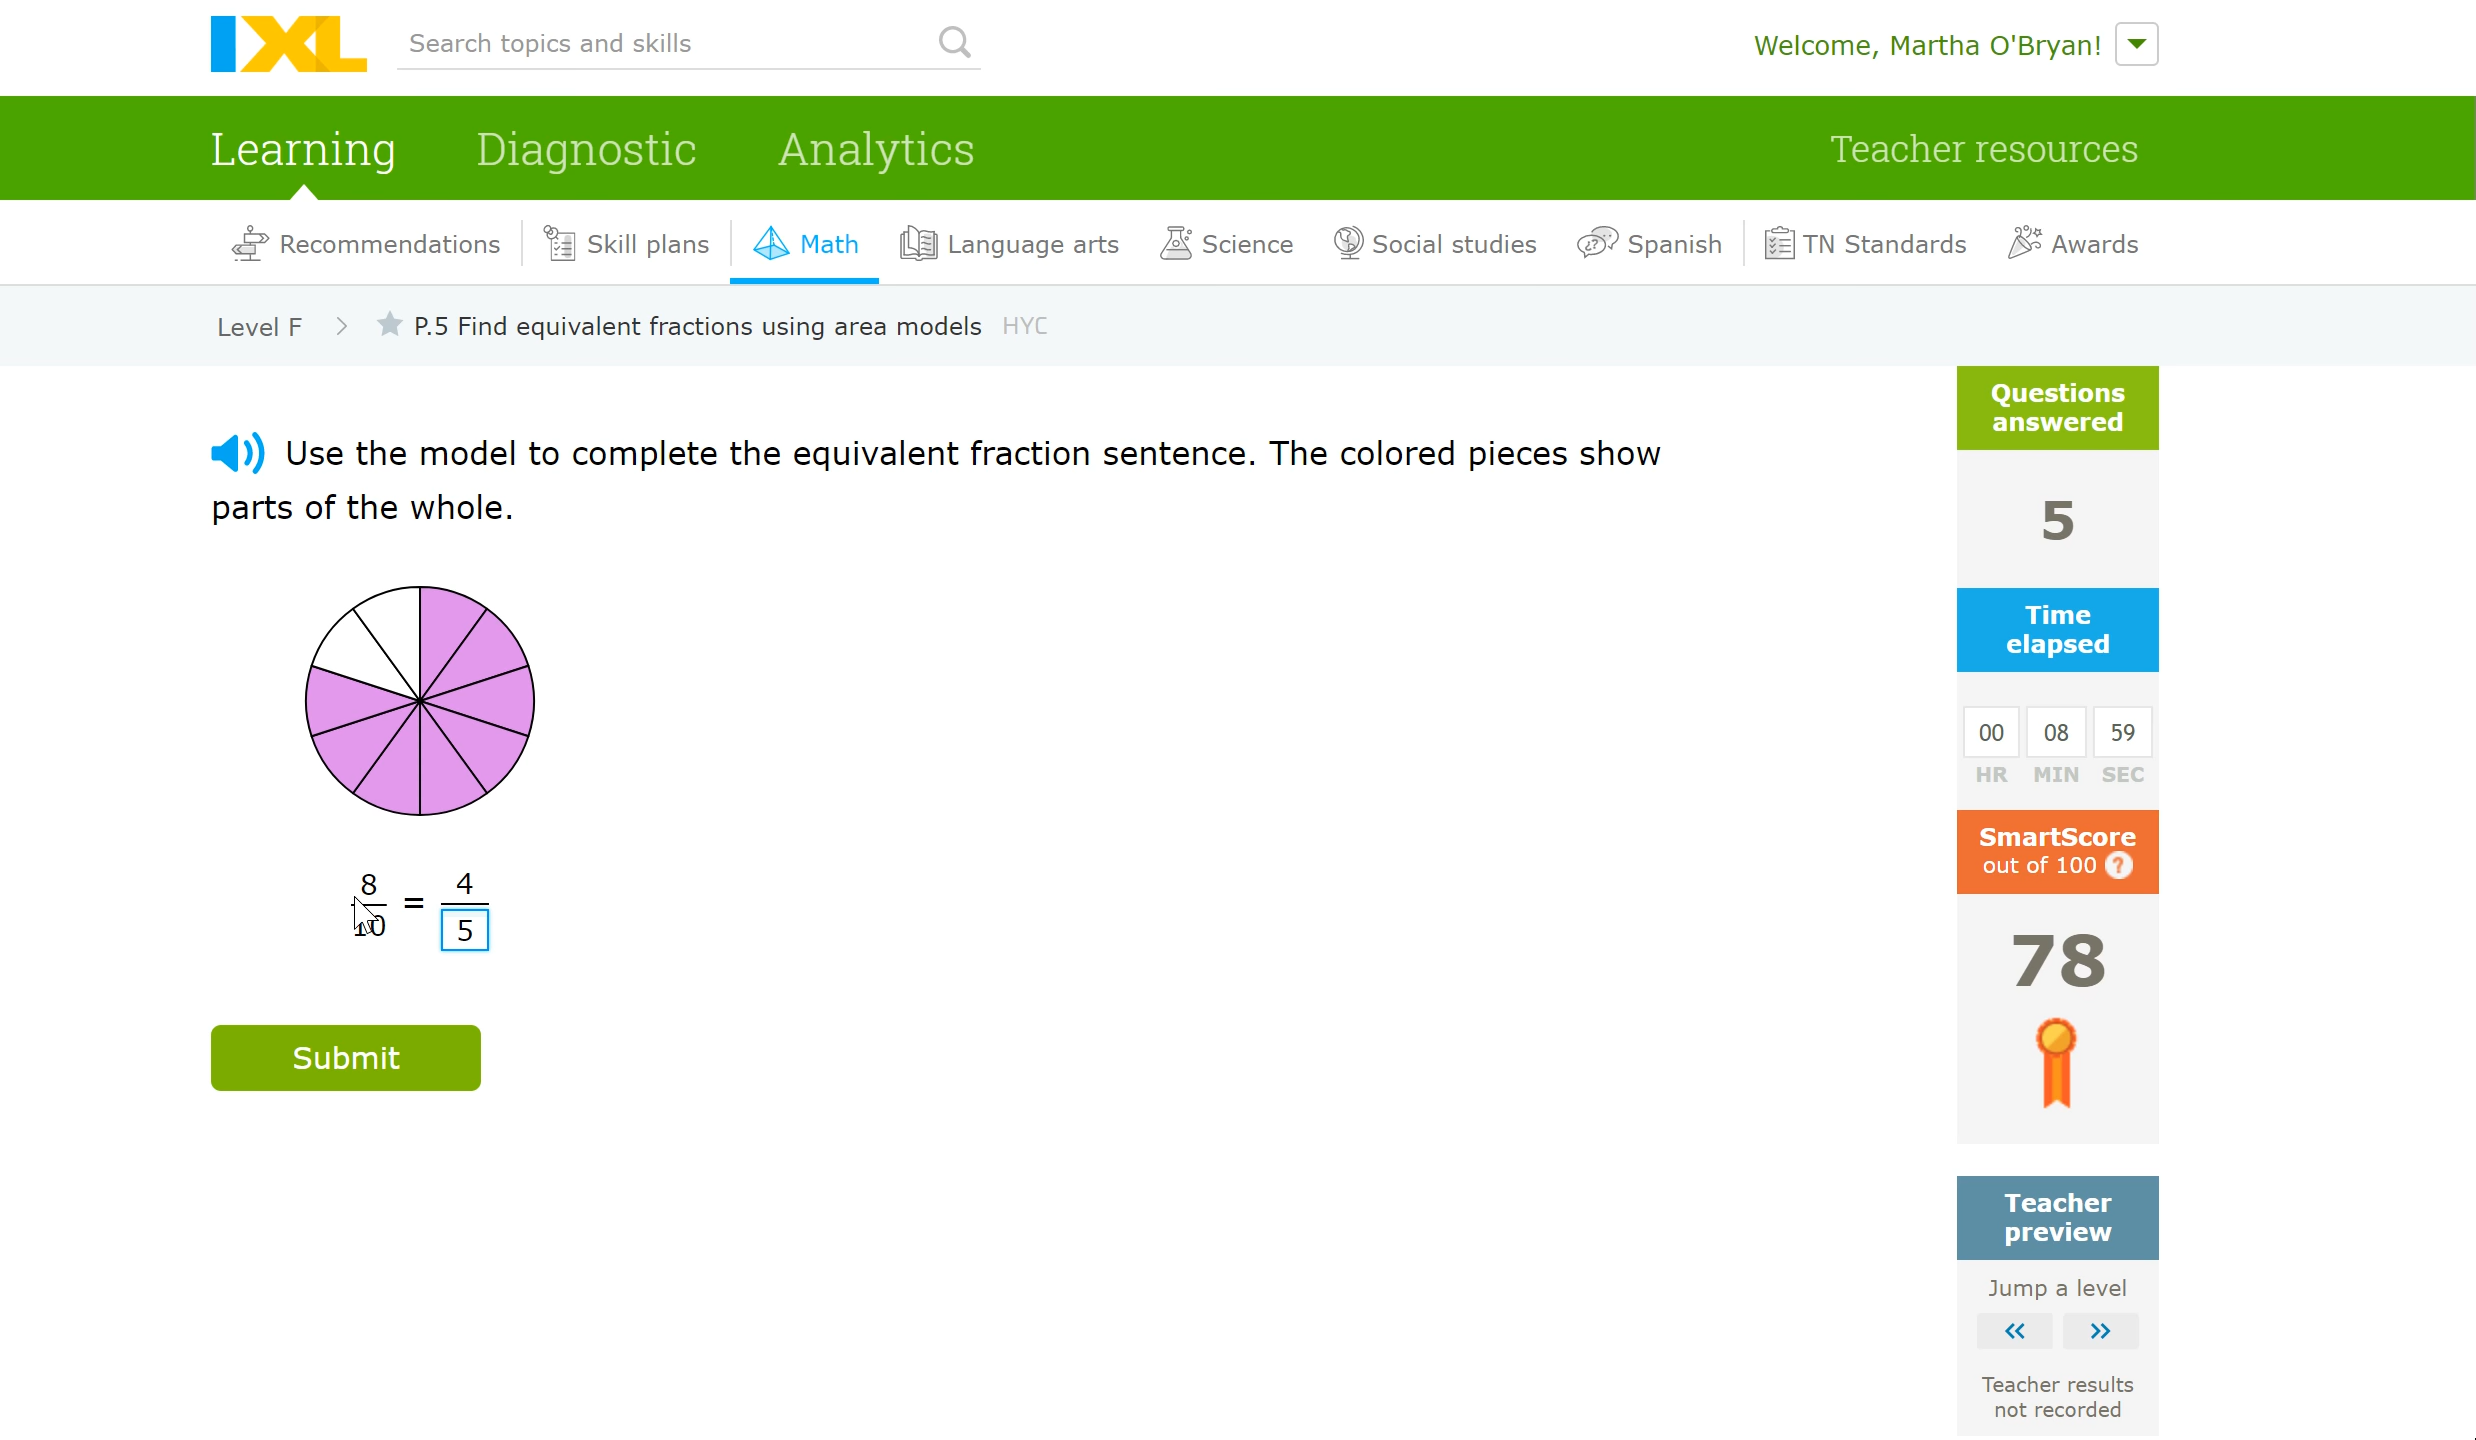 IXL
Search topics and skills
Welcome, Martha O'Bryan!
Learning Diagnostic Analytics Teacher resources
Recommendations Skill plans Math Language arts Science Social studies Spanish TN Standards Awards
Level F > P.5 Find equivalent fractions using area models HYC
Questions
answered
5
Use the model to complete the equivalent fraction sentence. The colored pieces show
parts of the whole.
Time
elapsed
00 08 59
HR MIN SEC
SmartScore
out of 100 ?
78
8 = 4
10 5
Submit
Teacher
preview
Jump a level
« »
Teacher results
not recorded